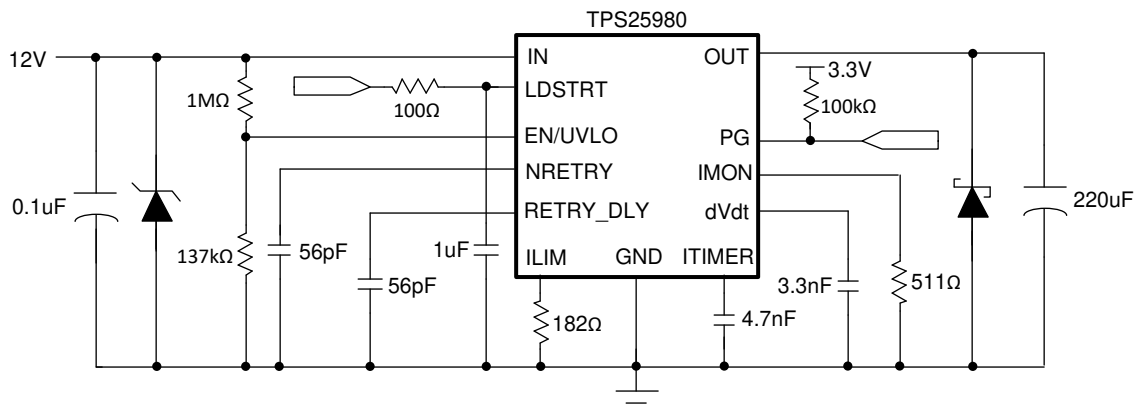 TPS25980
12V
IN
OUT
LDSTRT
3.3V
1MΩ
100Ω
100kΩ
EN/UVLO
PG
NRETRY
IMON
0.1uF
RETRY_DLY
dVdt
220uF
137kΩ
56pF
1uF
ILIM
GND
ITIMER
56pF
3.3nF
511Ω
182Ω
4.7nF